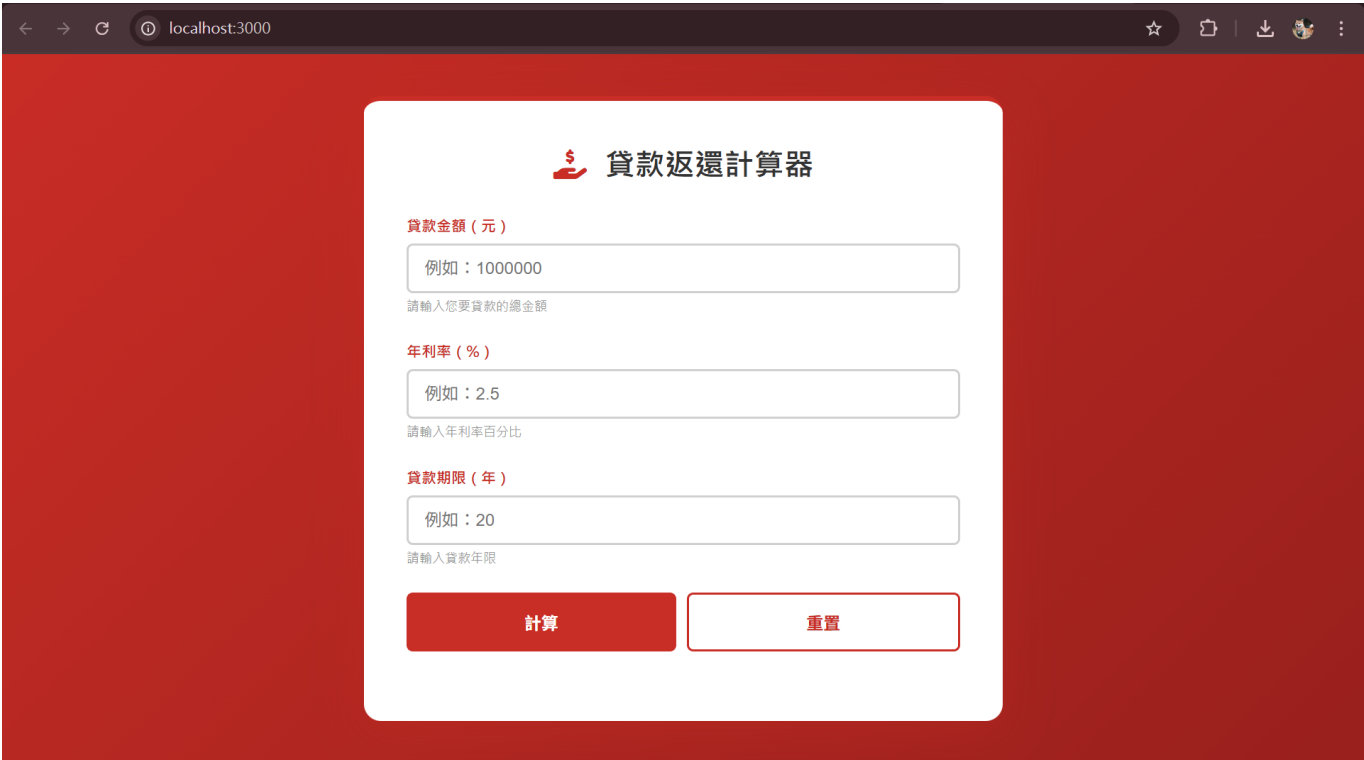 localhost:3000
$ 貸款返還計算器
貸款金額（元）
例如：1000000
請輸入您要貸款的總金額
年利率（%）
例如：2.5
請輸入年利率百分比
貸款期限（年）
例如：20
請輸入貸款年限
計算 重置